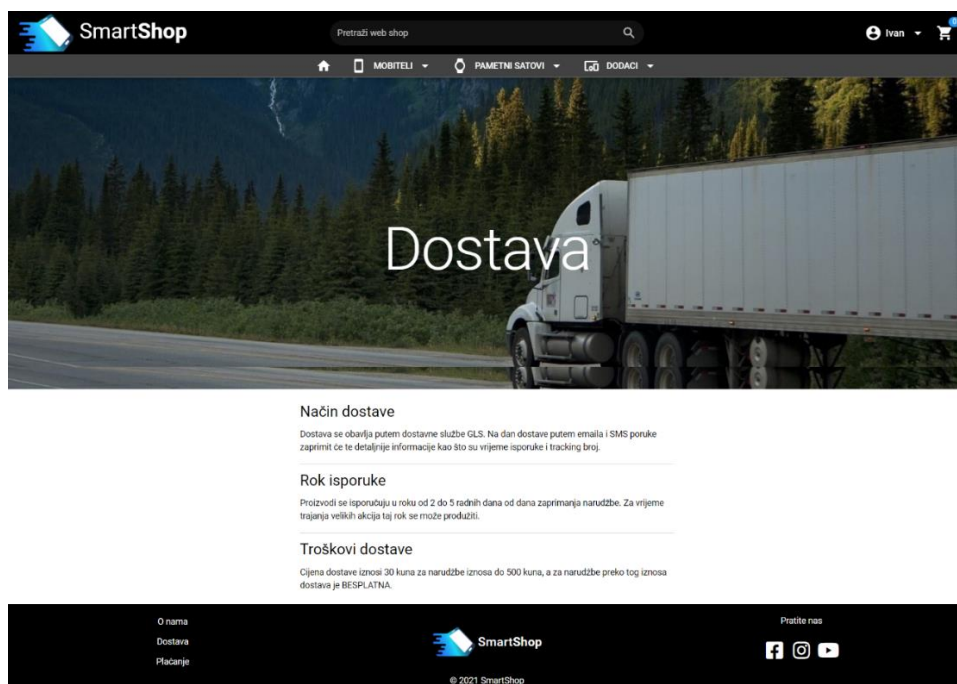 SmartShop
Pretraži web shop
Ivan
0
MOBITELI
PAMETNI SATOVI
DODACI
Dostava
Način dostave
Dostava se obavlja putem dostavne službe GLS. Na dan dostave putem emaila i SMS poruke
zaprimit će te detaljnije informacije kao što su vrijeme isporuke i tracking broj.
Rok isporuke
Proizvodi se isporučuju u roku od 2 do 5 radnih dana od dana zaprimanja narudžbe. Za vrijeme
trajanja velikih akcija taj rok se može produžiti.
Troškovi dostave
Cijena dostave iznosi 30 kuna za narudžbe iznosa do 500 kuna, a za narudžbe preko tog iznosa
dostava je BESPLATNA.
O nama
Dostava
Plaćanje
SmartShop
© 2021 SmartShop
Pratite nas